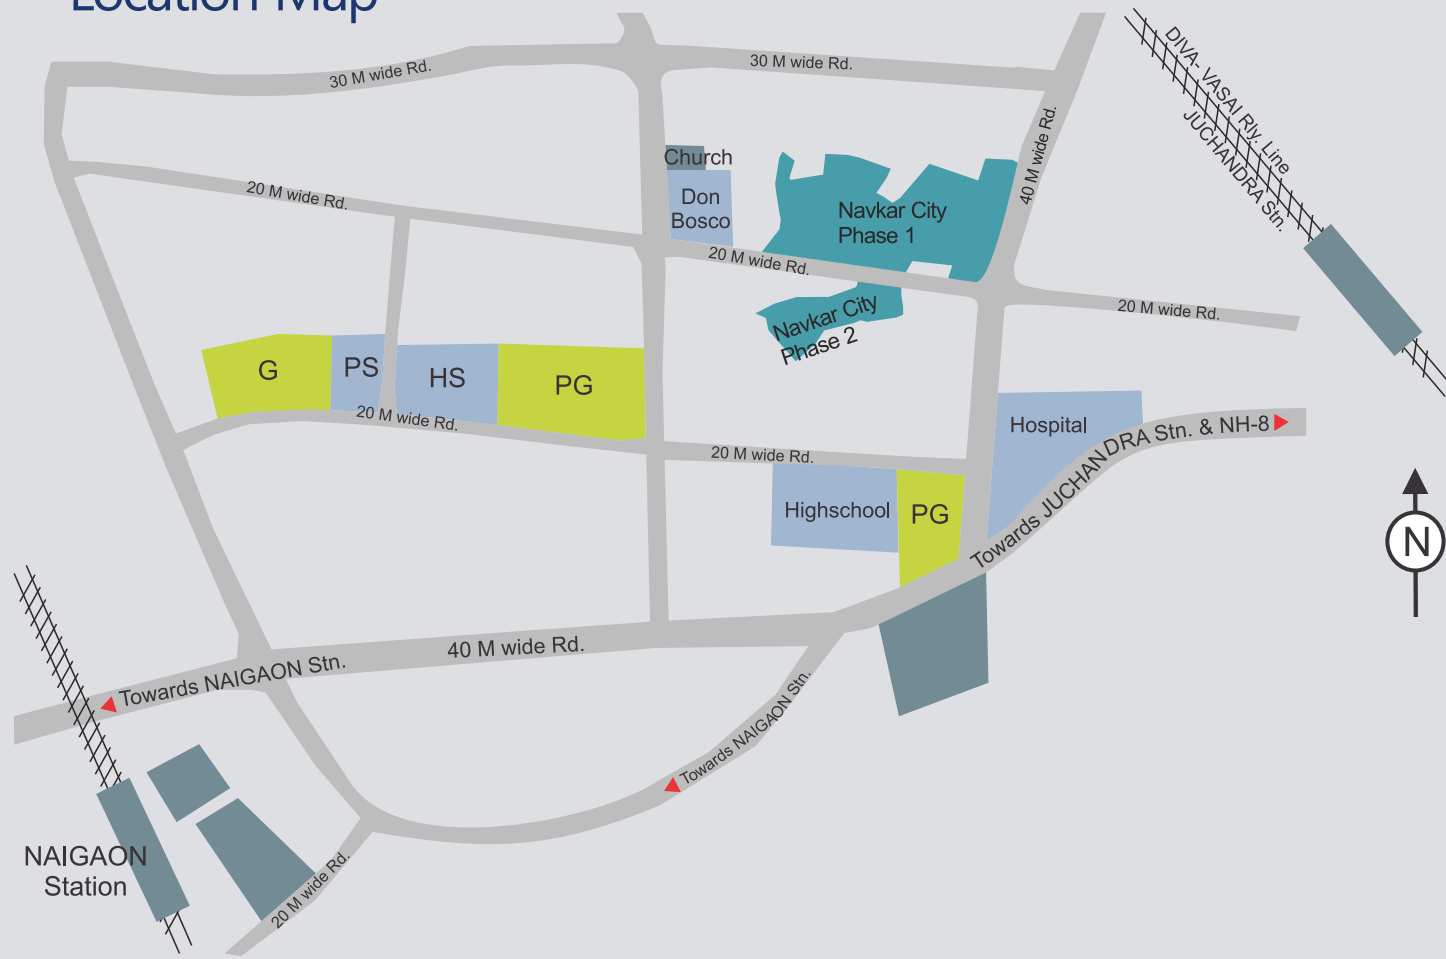 Location Map
30 M wide Rd.
30 M wide Rd.
DIVA- VASAI Rly. Line
JUCHANDRA Stn.
40 M wide Rd.
Church
Don
Bosco
Navkar City
Phase 1
20 M wide Rd.
20 M wide Rd.
20 M wide Rd.
Navkar City
Phase 2
G
PS
HS
PG
20 M wide Rd.
20 M wide Rd.
Hospital
Towards JUCHANDRA Stn. & NH-8
Highschool
PG
N
40 M wide Rd.
Towards NAIGAON Stn.
Towards NAIGAON Stn.
NAIGAON
Station
20 M wide Rd.